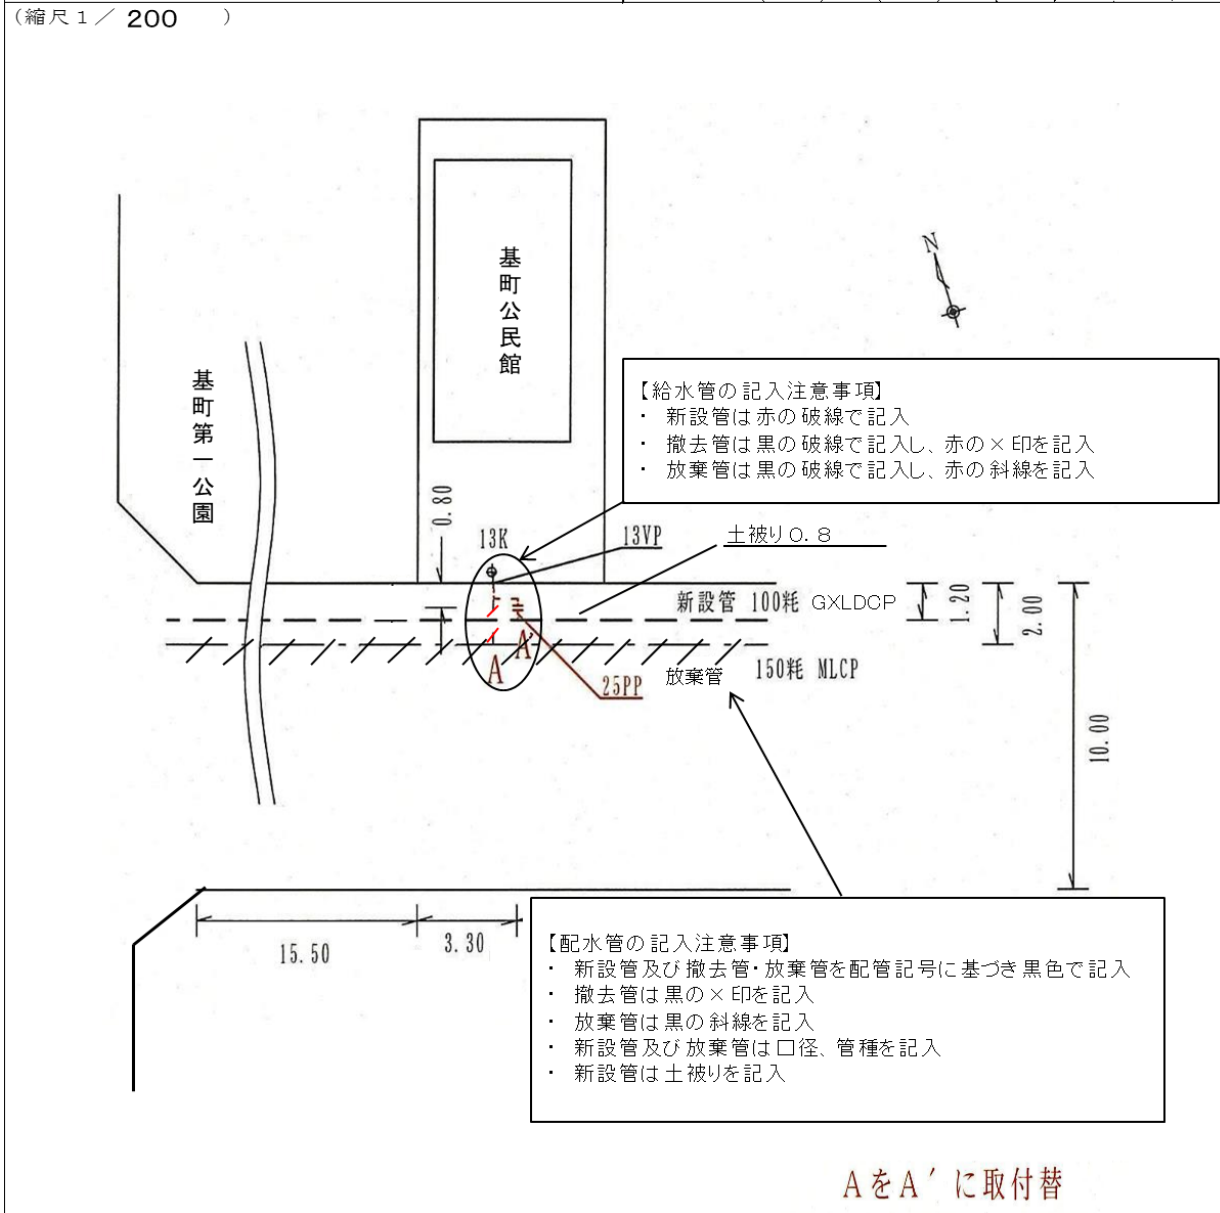 (縮尺1／ 200 )
基町公民館
基町第一公園
N
【給水管の記入注意事項】
・ 新設管は赤の破線で記入
・ 撤去管は黒の破線で記入し、赤の×印を記入
・ 放棄管は黒の破線で記入し、赤の斜線を記入
0.80
13K
13VP
土被り0.8
新設管 100粍 GXLDCP
1.20
2.00
A
A'
25PP
放棄管
150粍 MLCP
10.00
15.50
3.30
【配水管の記入注意事項】
・ 新設管及び撤去管・放棄管を配管記号に基づき黒色で記入
・ 撤去管は黒の×印を記入
・ 放棄管は黒の斜線を記入
・ 新設管及び放棄管は口径、管種を記入
・ 新設管は土被りを記入
AをA′に取付替